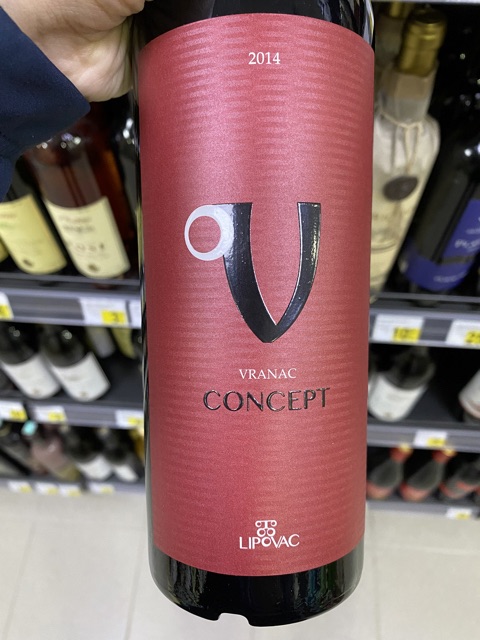 2014
V
VRANAC
CONCEPT
LIPOVAC